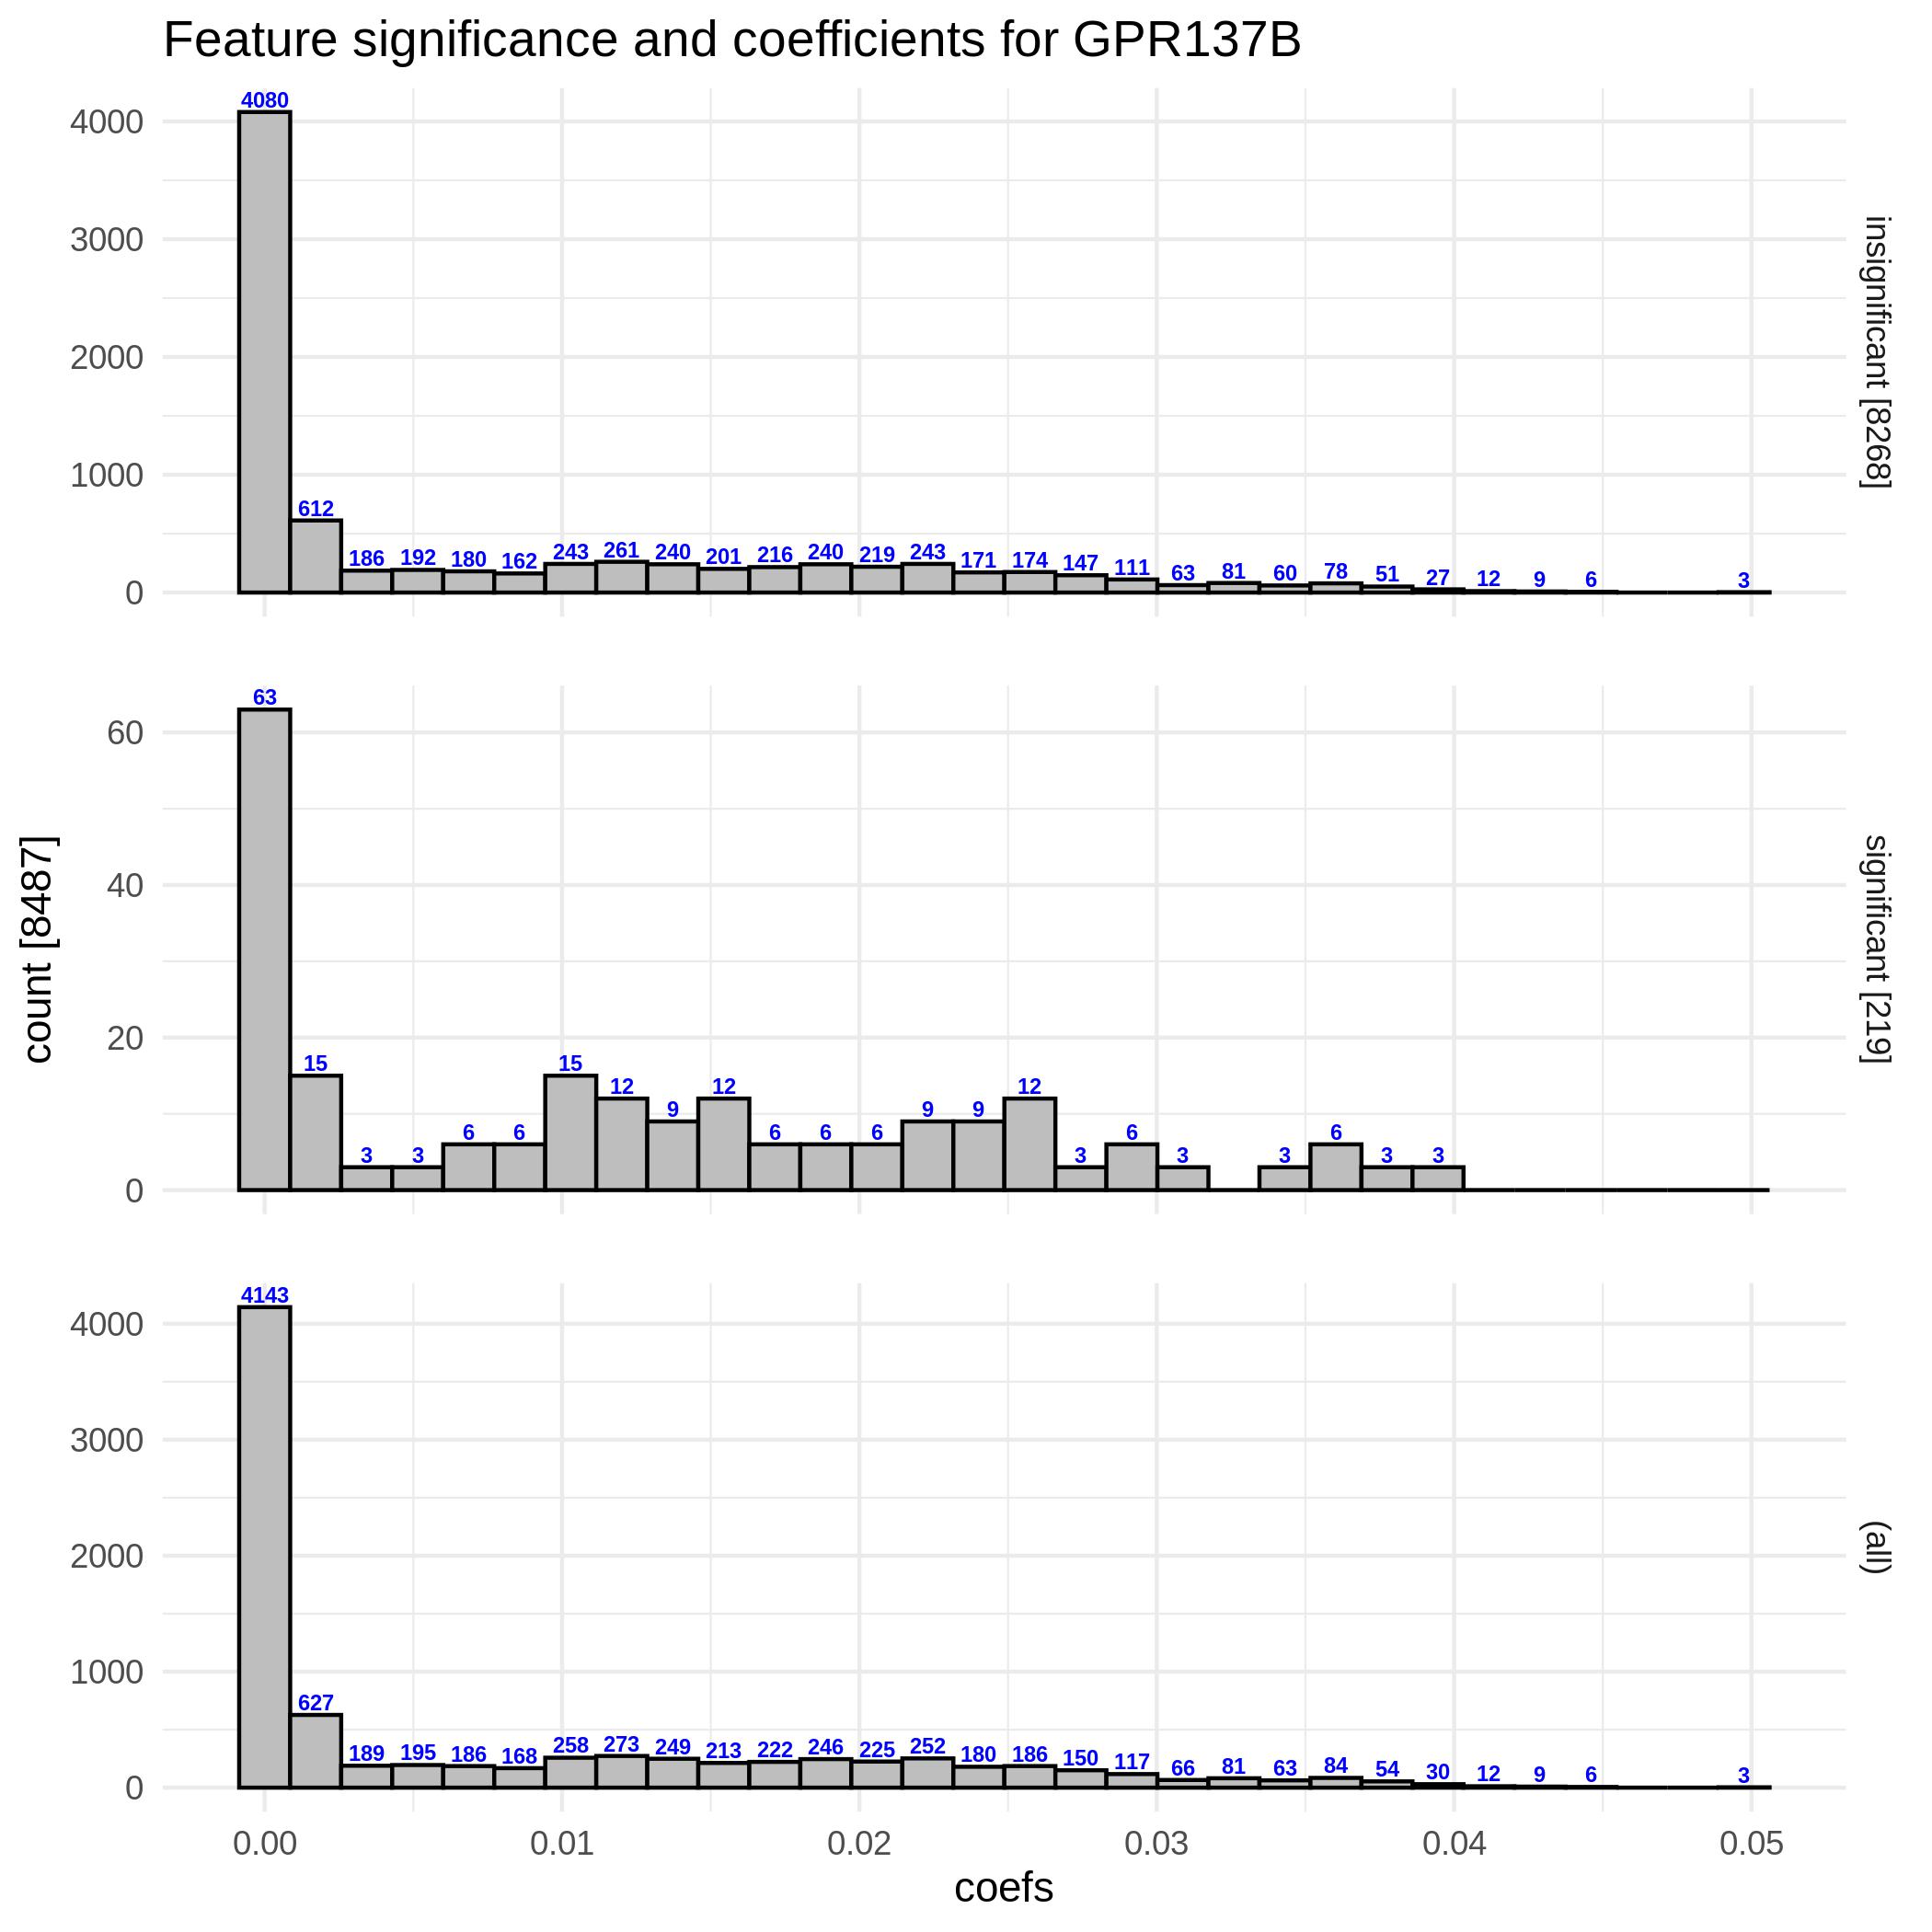 Feature significance and coefficients for GPR137B
4080
4000
3000
2000
1000
0
612
186 192 180 162 243 261 240 201 216 240 219 243 171 174 147 111 63 81 60 78 51 27 12 9 6 3
insignificant [8268]
63
60
40
20
0
15 3 3 6 6 15 12 9 12 6 6 6 9 9 12 3 6 3 3 6 3 3
significant [219]
count [8487]
4143
4000
3000
2000
1000
0
627
189 195 186 168 258 273 249 213 222 246 225 252 180 186 150 117 66 81 63 84 54 30 12 9 6 3
(all)
0.00 0.01 0.02 0.03 0.04 0.05
coefs